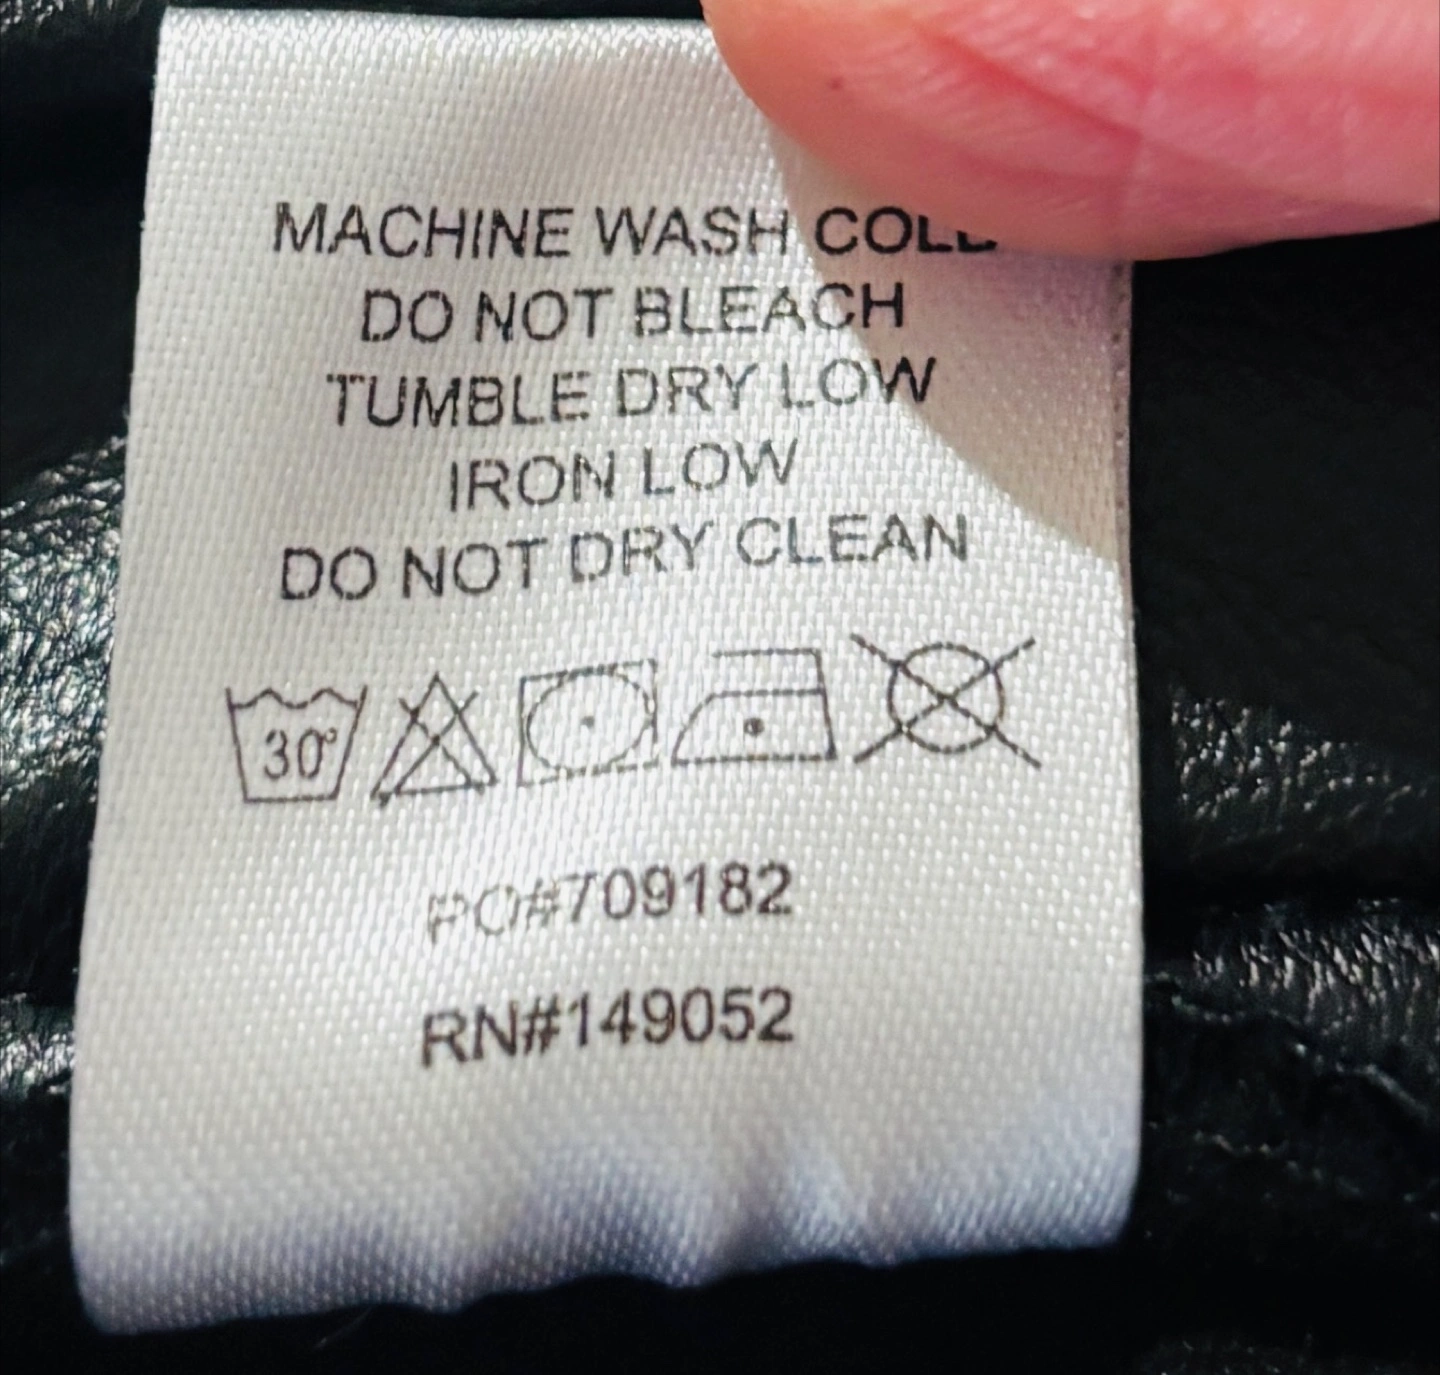 MACHINE WASH COLD
DO NOT BLEACH
TUMBLE DRY LOW
IRON LOW
DO NOT DRY CLEAN
30°
PO#709182
RN#149052